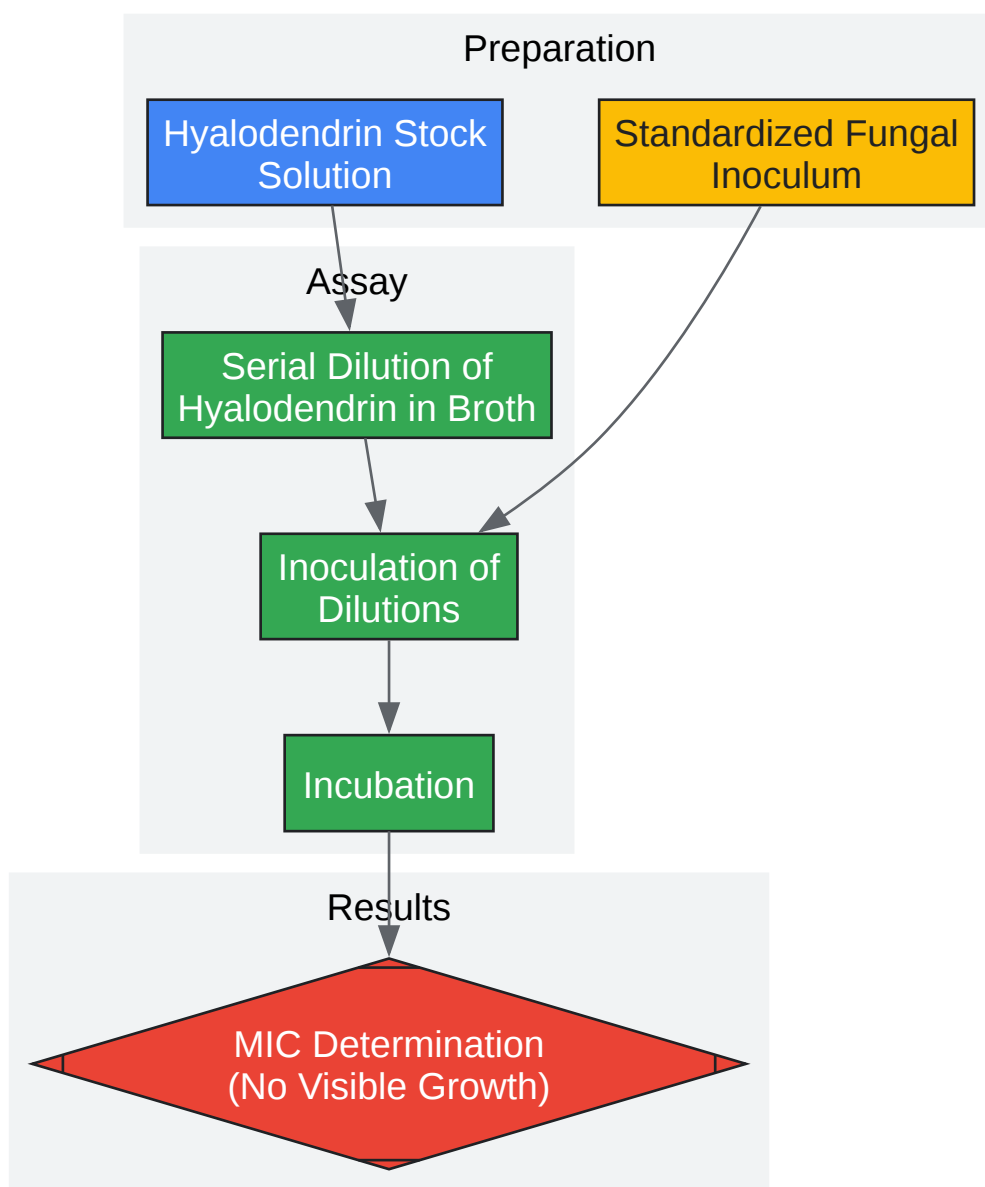 Preparation
Hyalodendrin Stock
Solution
Standardized Fungal
Inoculum
Assay
Serial Dilution of
Hyalodendrin in Broth
Inoculation of
Dilutions
Incubation
Results
MIC Determination
(No Visible Growth)